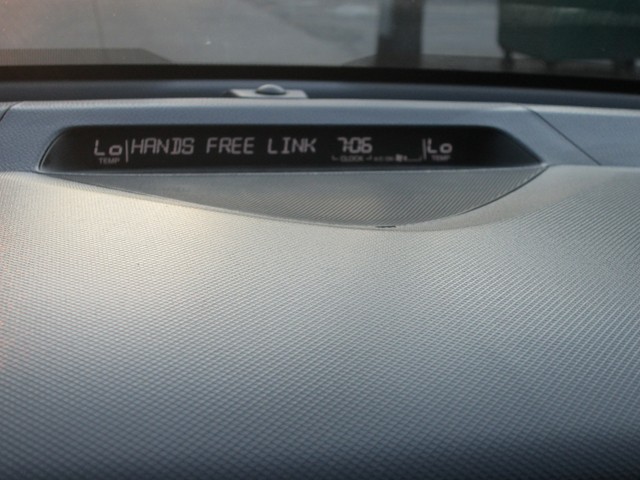 Lo HANDS FREE LINK 7:06 Lo
TEMP CLOCK TEMP